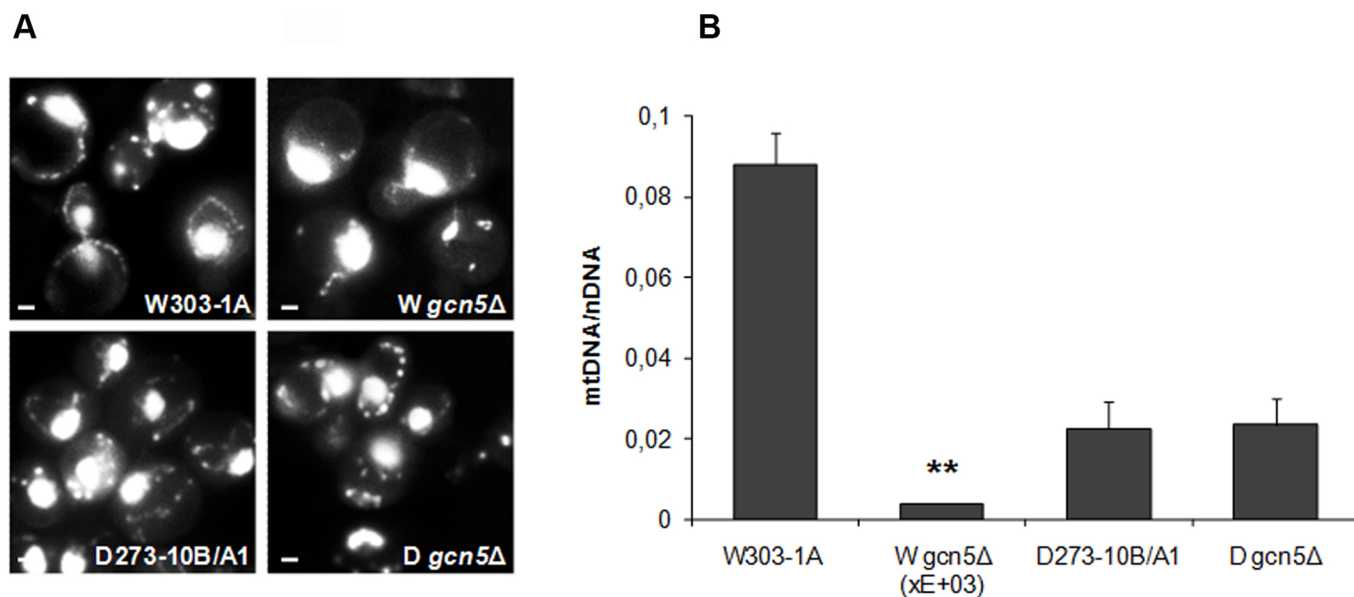 A
B
W303-1A
W gcn5Δ
D273-10B/A1
D gcn5Δ
mtDNA/nDNA
0,1
0,08
0,06
0,04
0,02
0
**
W303-1A
W gcn5Δ
(xE+03)
D273-10B/A1
D gcn5Δ